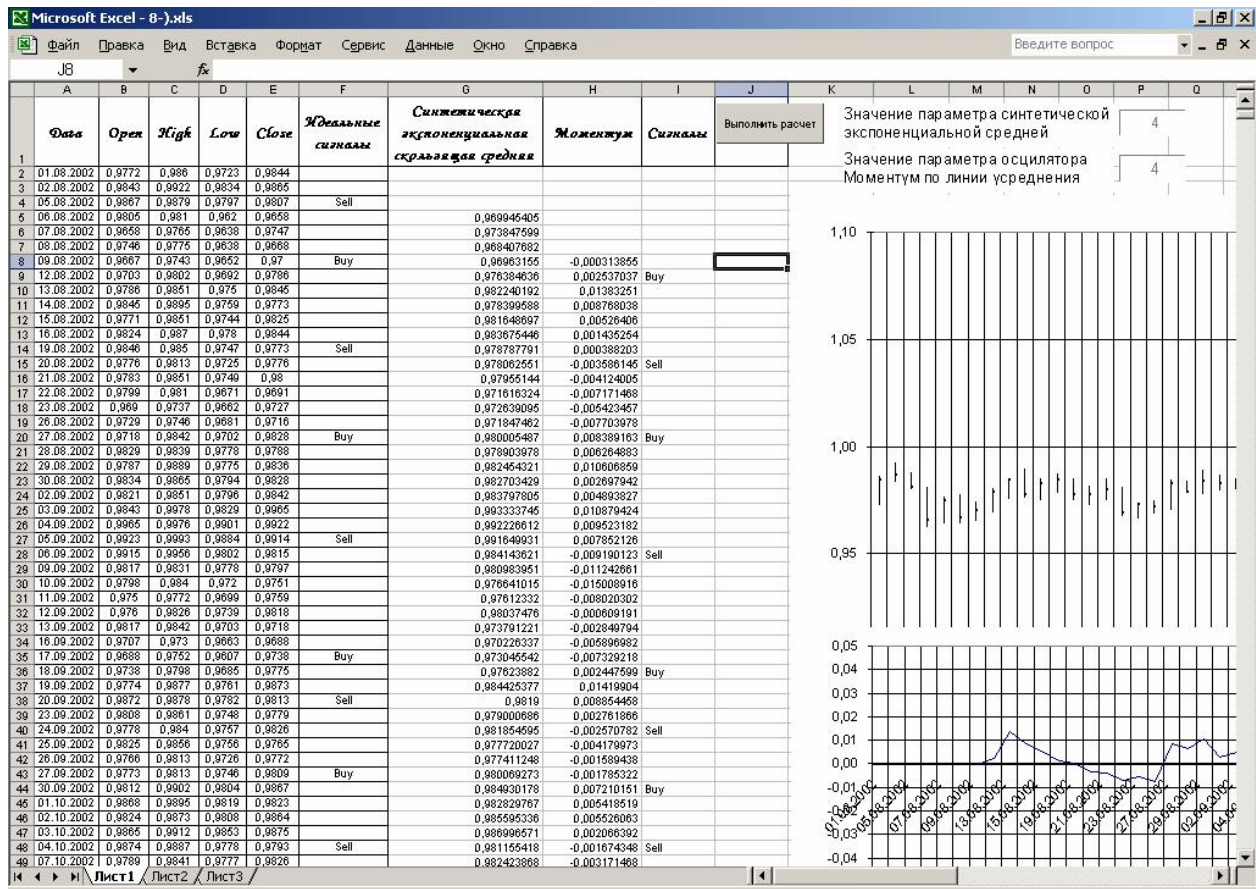 Microsoft Excel - 8-).xls
Файл Правка Вид Вставка Формат Сервис Данные Окно Справка Введите вопрос
J8 fx
A B C D E F G H I J K L M N O P Q
1 Дата Open High Low Close Идеальные сигналы Синтетическая экспоненциальная скользящая средняя Моментум Сигналы
Выполнить расчет
Значение параметра синтетической экспоненциальной средней 4
Значение параметра осцилятора Моментум по линии усреднения 4
2 01.08.2002 0,9772 0,986 0,9723 0,9844
3 02.08.2002 0,9843 0,9922 0,9834 0,9865
4 05.08.2002 0,9867 0,9879 0,9797 0,9807 Sell
5 06.08.2002 0,9805 0,981 0,962 0,9658 0,969945405
6 07.08.2002 0,9658 0,9765 0,9638 0,9747 0,973847599
7 08.08.2002 0,9746 0,9775 0,9638 0,9668 0,968407682
8 09.08.2002 0,9667 0,9743 0,9652 0,97 Buy 0,96963155 -0,000313855
9 12.08.2002 0,9703 0,9802 0,9692 0,9786 0,976384636 0,002537037 Buy
10 13.08.2002 0,9786 0,9851 0,975 0,9845 0,982240192 0,01383251
11 14.08.2002 0,9845 0,9895 0,9759 0,9773 0,978399588 0,008768038
12 15.08.2002 0,9771 0,9851 0,9744 0,9825 0,981648697 0,00526406
13 16.08.2002 0,9824 0,987 0,978 0,9844 0,983675446 0,001435254
14 19.08.2002 0,9846 0,985 0,9747 0,9773 Sell 0,978787791 0,000388203
15 20.08.2002 0,9776 0,9813 0,9725 0,9776 0,978062551 -0,003586145 Sell
16 21.08.2002 0,9783 0,9851 0,9749 0,98 0,97955144 -0,004124005
17 22.08.2002 0,9799 0,981 0,9671 0,9691 0,971616324 -0,007171468
18 23.08.2002 0,969 0,9737 0,9662 0,9727 0,972639095 -0,005423457
19 26.08.2002 0,9729 0,9746 0,9681 0,9716 0,971847462 -0,007703978
20 27.08.2002 0,9718 0,9842 0,9702 0,9828 Buy 0,980005487 0,008389163 Buy
21 28.08.2002 0,9829 0,9839 0,9778 0,9788 0,978903978 0,006264883
22 29.08.2002 0,9787 0,9889 0,9775 0,9836 0,982454321 0,010606859
23 30.08.2002 0,9834 0,9865 0,9794 0,9828 0,982703429 0,002697942
24 02.09.2002 0,9821 0,9851 0,9796 0,9842 0,983797805 0,004893827
25 03.09.2002 0,9843 0,9978 0,9829 0,9965 0,993333745 0,010879424
26 04.09.2002 0,9965 0,9976 0,9901 0,9922 0,992226612 0,009523182
27 05.09.2002 0,9923 0,9993 0,9884 0,9914 Sell 0,991649931 0,007852126
28 06.09.2002 0,9915 0,9956 0,9802 0,9815 0,984143621 -0,009190123 Sell
29 09.09.2002 0,9817 0,9831 0,9778 0,9797 0,980983951 -0,011242661
30 10.09.2002 0,9798 0,984 0,972 0,9751 0,976641015 -0,015008916
31 11.09.2002 0,975 0,9772 0,9699 0,9759 0,97612332 -0,008020302
32 12.09.2002 0,976 0,9826 0,9739 0,9818 0,98037476 -0,000609191
33 13.09.2002 0,9817 0,9842 0,9703 0,9718 0,973791221 -0,002849794
34 16.09.2002 0,9707 0,973 0,9663 0,9688 0,970226337 -0,005896982
35 17.09.2002 0,9688 0,9752 0,9607 0,9738 Buy 0,973045542 -0,007329218
36 18.09.2002 0,9738 0,9798 0,9685 0,9775 0,97623882 0,002447599 Buy
37 19.09.2002 0,9774 0,9877 0,9761 0,9873 0,984425377 0,01419904
38 20.09.2002 0,9872 0,9878 0,9782 0,9813 Sell 0,9819 0,008854458
39 23.09.2002 0,9808 0,9861 0,9748 0,9779 0,979000686 0,002761866
40 24.09.2002 0,9778 0,984 0,9757 0,9826 0,981854595 -0,002570782 Sell
41 25.09.2002 0,9825 0,9856 0,9756 0,9765 0,977720027 -0,004179973
42 26.09.2002 0,9766 0,9813 0,9726 0,9772 0,977411248 -0,001589438
43 27.09.2002 0,9773 0,9813 0,9746 0,9809 Buy 0,980069273 -0,001785322
44 30.09.2002 0,9812 0,9902 0,9804 0,9867 0,984930178 0,007210151 Buy
45 01.10.2002 0,9868 0,9895 0,9819 0,9823 0,982829767 0,005418519
46 02.10.2002 0,9824 0,9873 0,9808 0,9864 0,985595336 0,005526063
47 03.10.2002 0,9865 0,9912 0,9853 0,9875 0,986996571 0,002066392
48 04.10.2002 0,9874 0,9887 0,9778 0,9793 Sell 0,981155418 -0,001674348 Sell
49 07.10.2002 0,9789 0,9841 0,9777 0,9826 0,982423868 -0,003171468
1,10
1,05
1,00
0,95
0,05
0,04
0,03
0,02
0,01
0,00
-0,01
-0,03
-0,04
01.08.2002 05.08.2002 07.08.2002 09.08.2002 13.08.2002 15.08.2002 19.08.2002 21.08.2002 23.08.2002 27.08.2002 29.08.2002 02.09.2002
Лист1 Лист2 Лист3